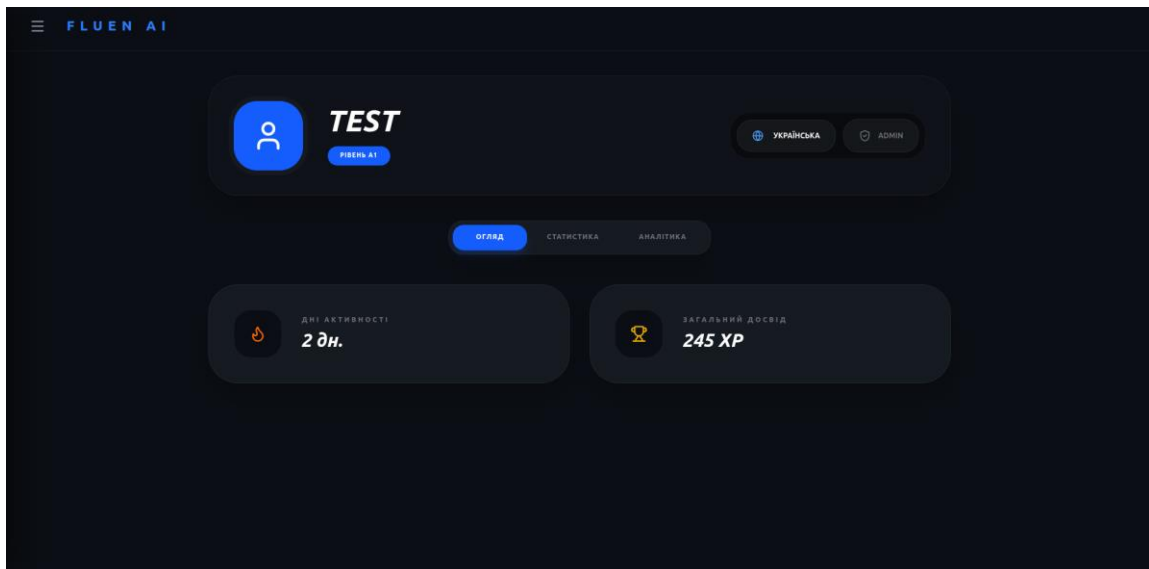 FLUEN AI
TEST
РІВЕНЬ A1
УКРАЇНСЬКА
ADMIN
ОГЛЯД
СТАТИСТИКА
АНАЛІТИКА
ДНІ АКТИВНОСТІ
2 дн.
ЗАГАЛЬНИЙ ДОСВІД
245 XP